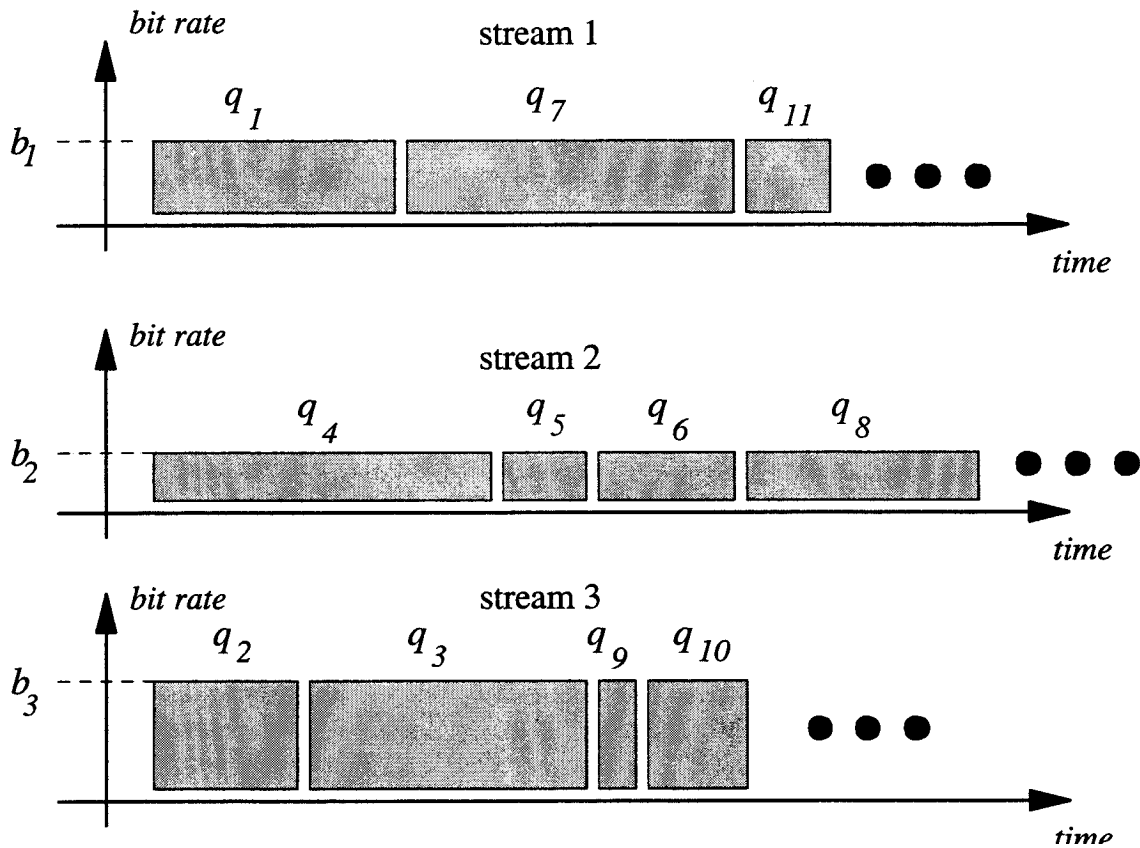 bit rate
stream 1
q1 q7 q11
b1
time
bit rate
stream 2
q4 q5 q6 q8
b2
time
bit rate
stream 3
q2 q3 q9 q10
b3
time